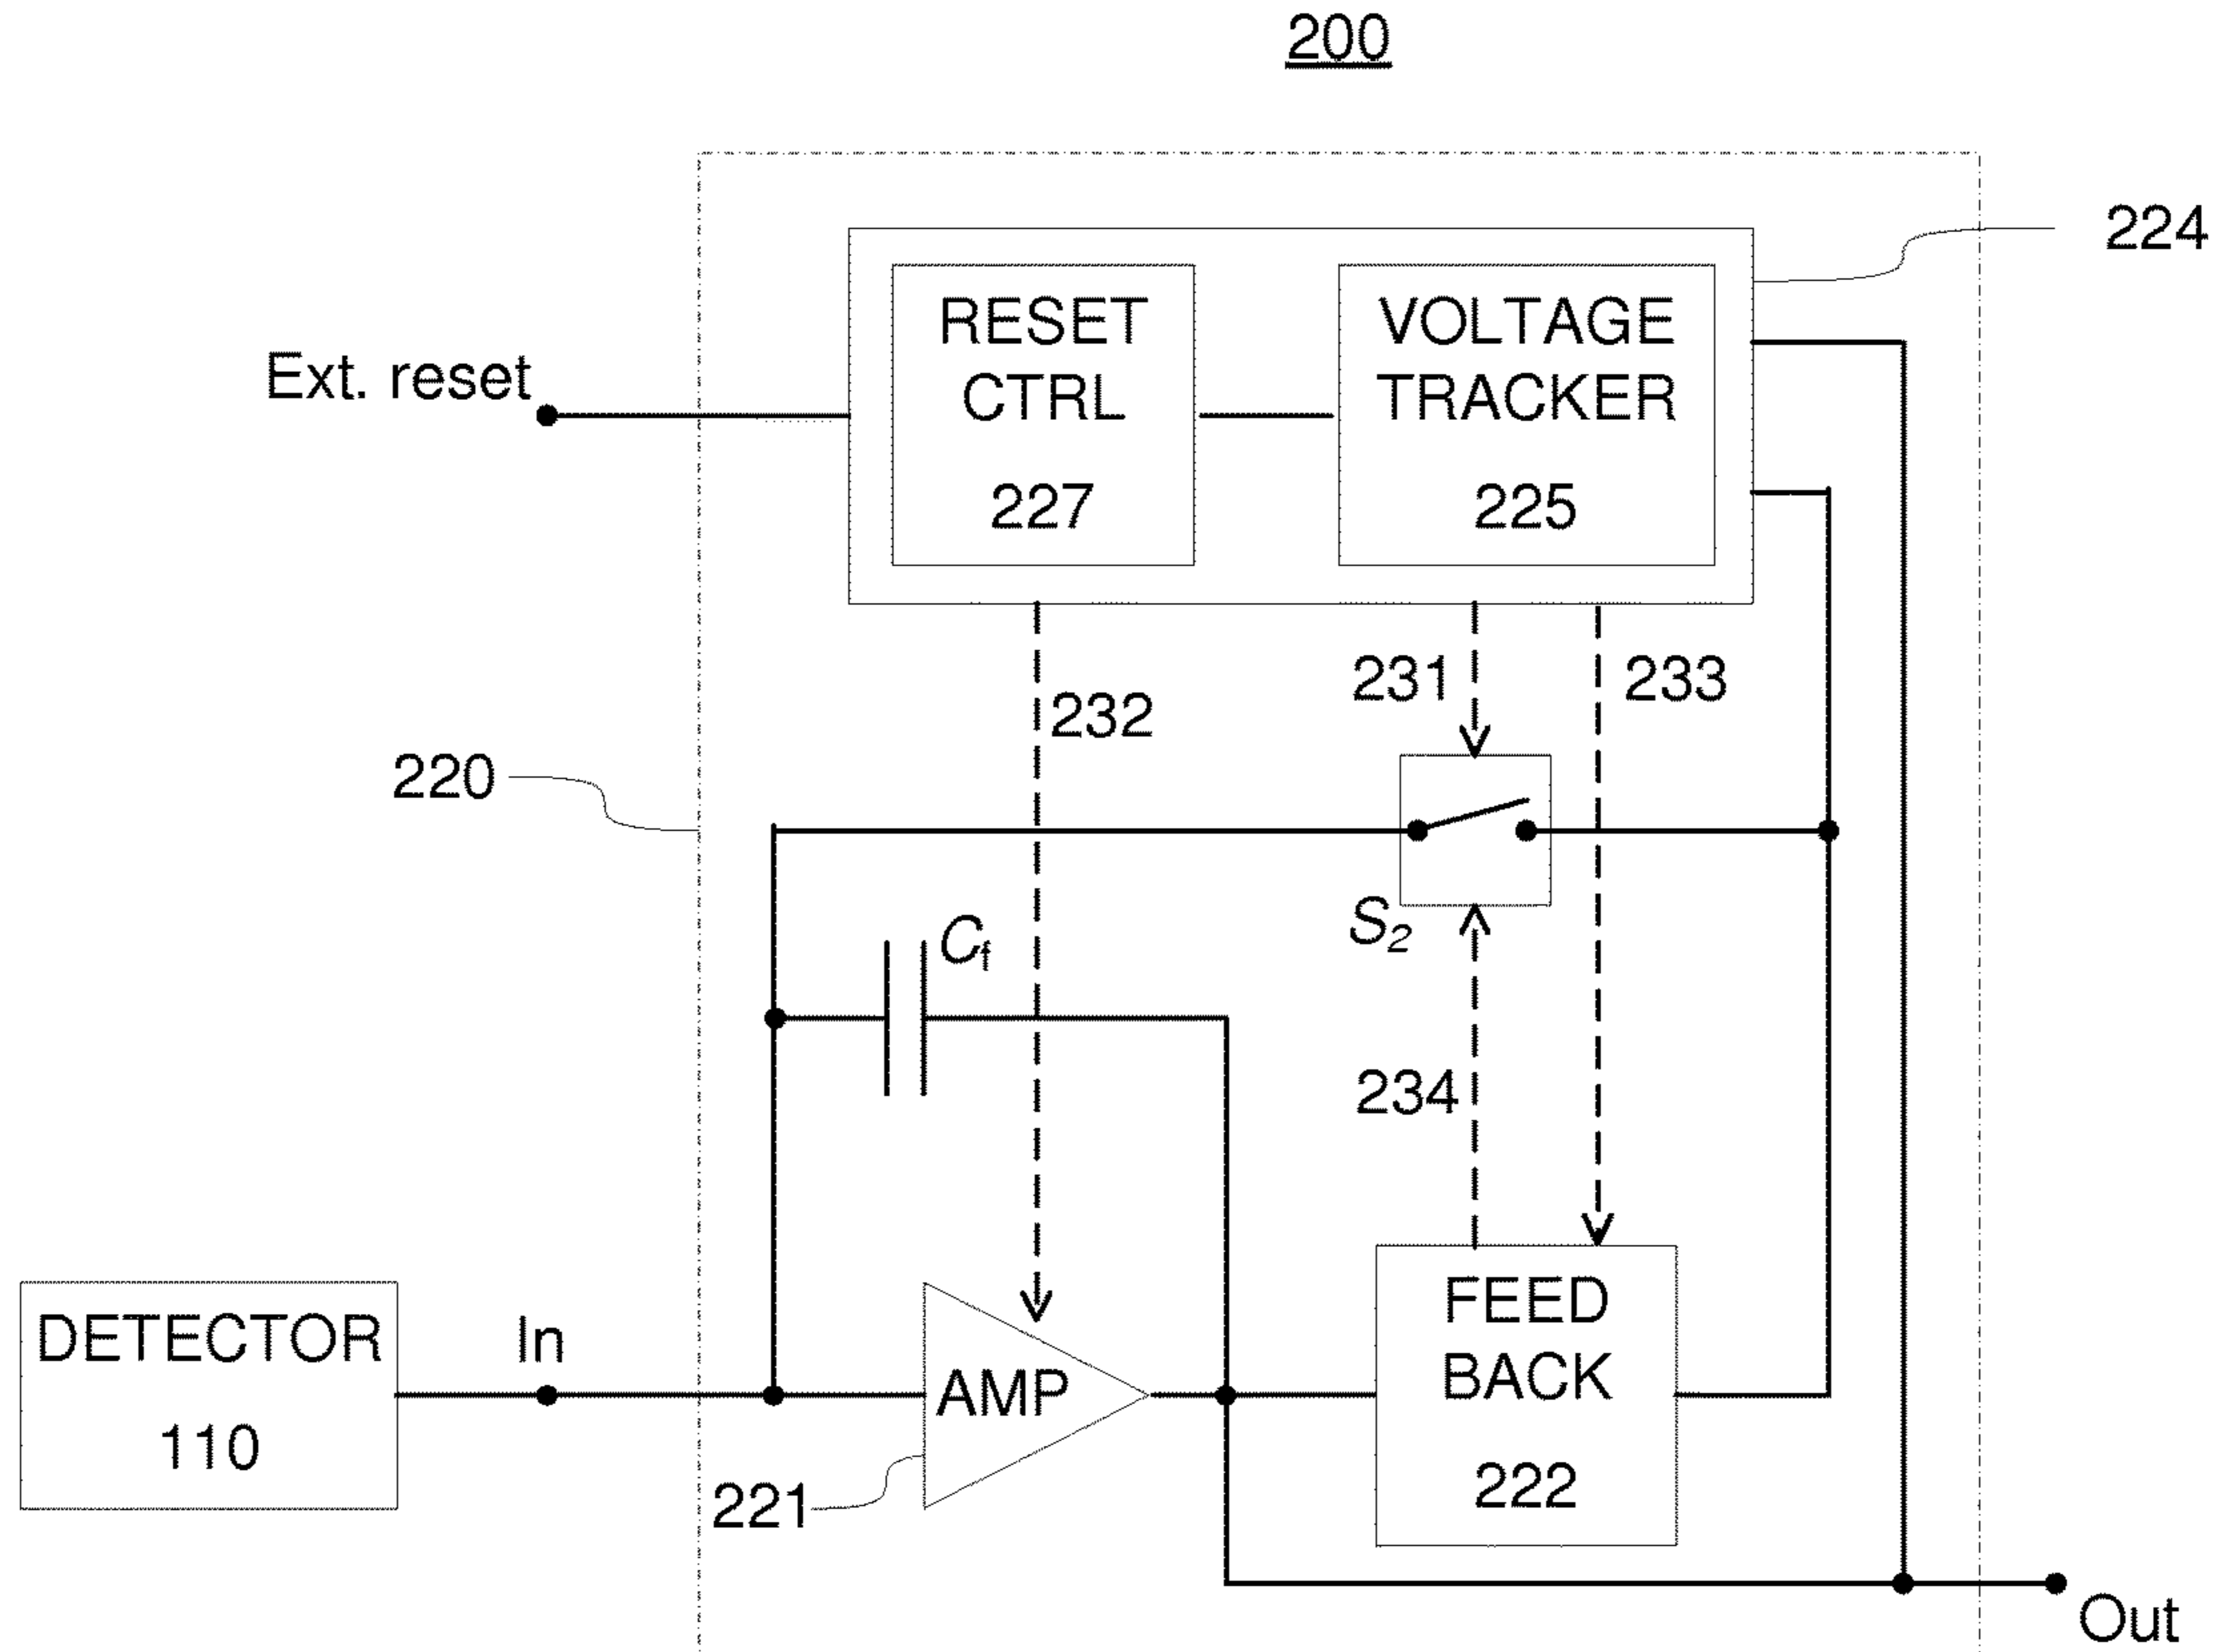 200
224
RESET
CTRL
227
VOLTAGE
TRACKER
225
Ext. reset
231
233
232
220
S2
Cf
234
DETECTOR
110
In
AMP
221
FEED
BACK
222
Out